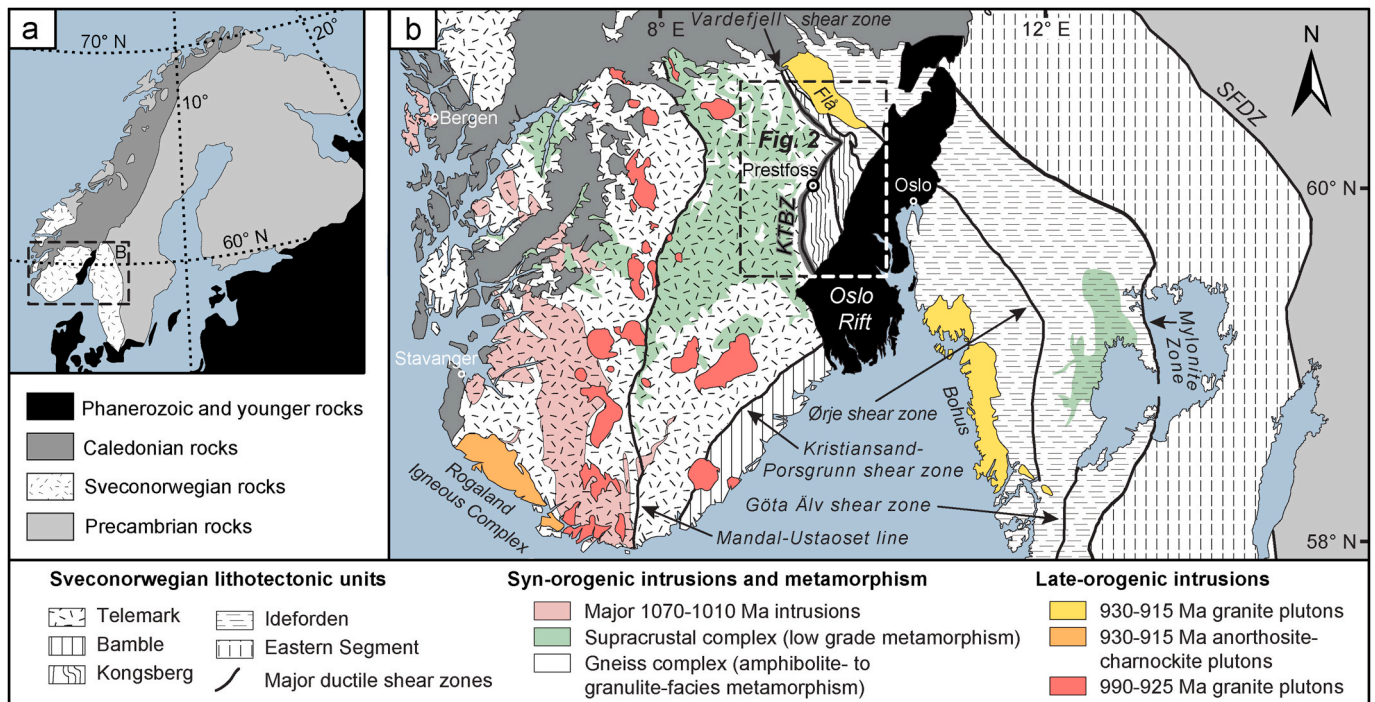 a
70° N
20°
10°
60° N
B
Phanerozoic and younger rocks
Caledonian rocks
Sveconorwegian rocks
Precambrian rocks
b
8° E
Vardefjell shear zone
12° E
N
SFDZ
Flå
Bergen
Fig. 2
Prestfoss
Oslo
60° N
KTBZ
Oslo
Rift
Mylonite
Zone
Stavanger
Bohus
Ørje shear zone
Kristiansand-
Porsgrunn shear zone
Rogaland
Igneous Complex
Göta Älv shear zone
Mandal-Ustaoset line
58° N
Sveconorwegian lithotectonic units
Telemark
Bamble
Kongsberg
Ideforden
Eastern Segment
Major ductile shear zones
Syn-orogenic intrusions and metamorphism
Major 1070-1010 Ma intrusions
Supracrustal complex (low grade metamorphism)
Gneiss complex (amphibolite- to
granulite-facies metamorphism)
Late-orogenic intrusions
930-915 Ma granite plutons
930-915 Ma anorthosite-
charnockite plutons
990-925 Ma granite plutons